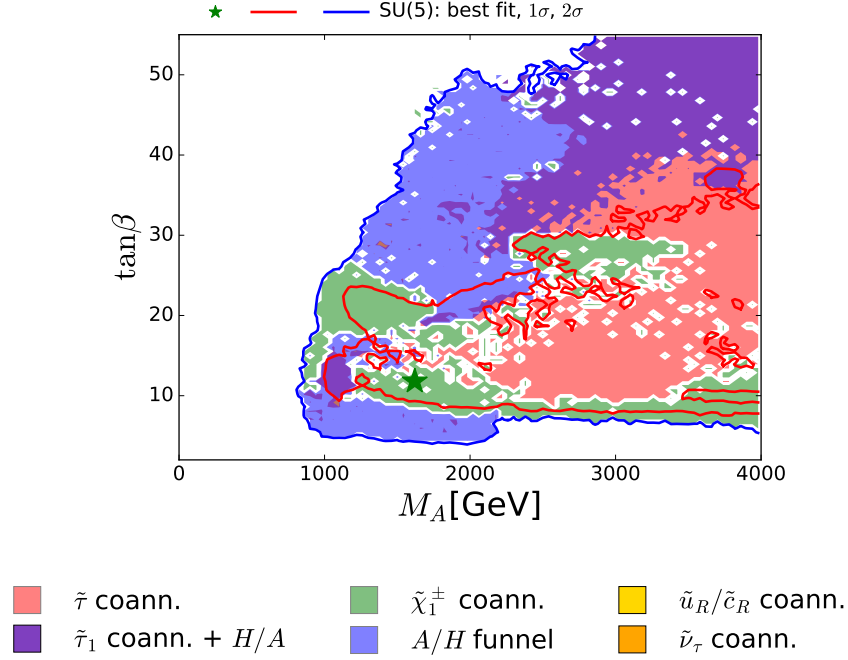 SU(5): best fit, 1σ, 2σ
50
40
30
20
10
tanβ
0 1000 2000 3000 4000
M_A[GeV]
τ̃ coann. χ̃₁± coann. ũ_R/c̃_R coann.
τ̃₁ coann. + H/A A/H funnel ν̃_τ coann.